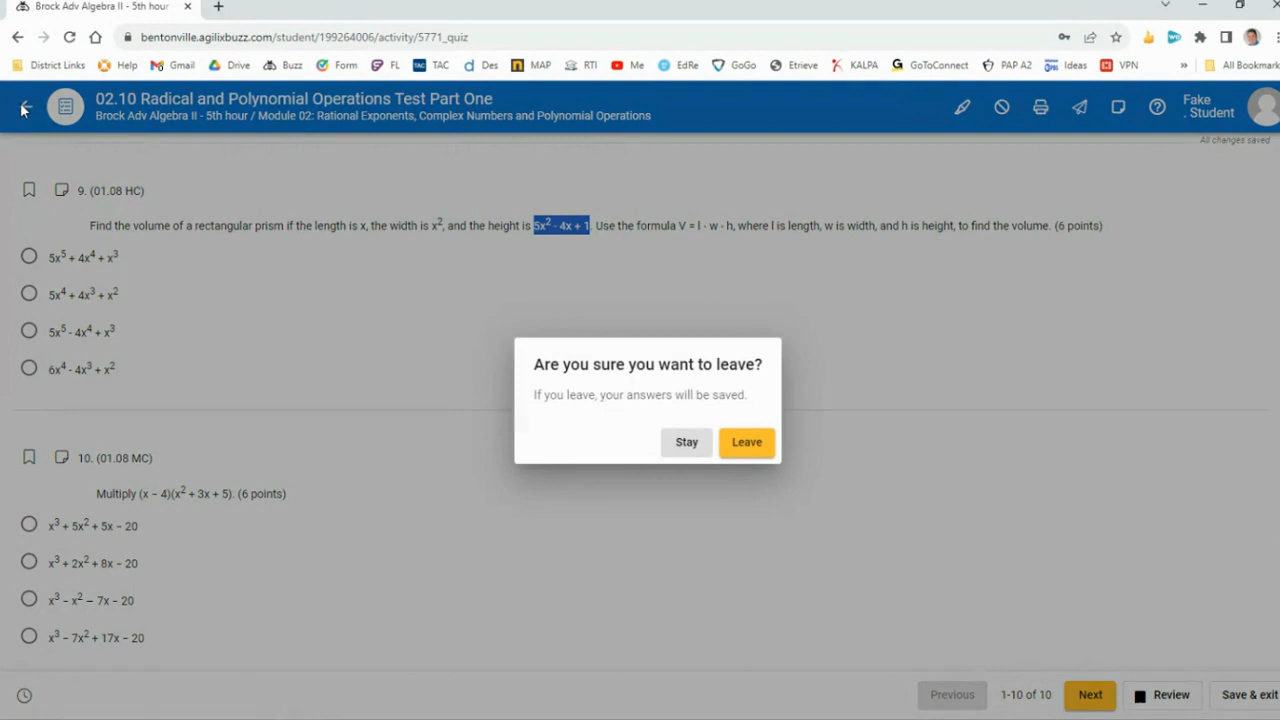 Brock Adv Algebra II - 5th hour
bentonville.agilixbuzz.com/student/199264006/activity/5771_quiz
District Links Help Gmail Drive Buzz Form FL TAC Des MAP RTI Me EdRe GoGo Etrieve KALPA GoToConnect PAP A2 Ideas VPN » All Bookmark
02.10 Radical and Polynomial Operations Test Part One
Brock Adv Algebra II - 5th hour / Module 02: Rational Exponents, Complex Numbers and Polynomial Operations
Fake
. Student
All changes saved
9. (01.08 HC)
Find the volume of a rectangular prism if the length is x, the width is x², and the height is 5x² - 4x + 1. Use the formula V = l · w · h, where l is length, w is width, and h is height, to find the volume. (6 points)
5x⁵ + 4x⁴ + x³
5x⁴ + 4x³ + x²
5x⁵ - 4x⁴ + x³
6x⁴ - 4x³ + x²
Are you sure you want to leave?
If you leave, your answers will be saved.
Stay Leave
10. (01.08 MC)
Multiply (x − 4)(x² + 3x + 5). (6 points)
x³ + 5x² + 5x − 20
x³ + 2x² + 8x − 20
x³ − x² − 7x − 20
x³ − 7x² + 17x − 20
Previous 1-10 of 10 Next Review Save & exit